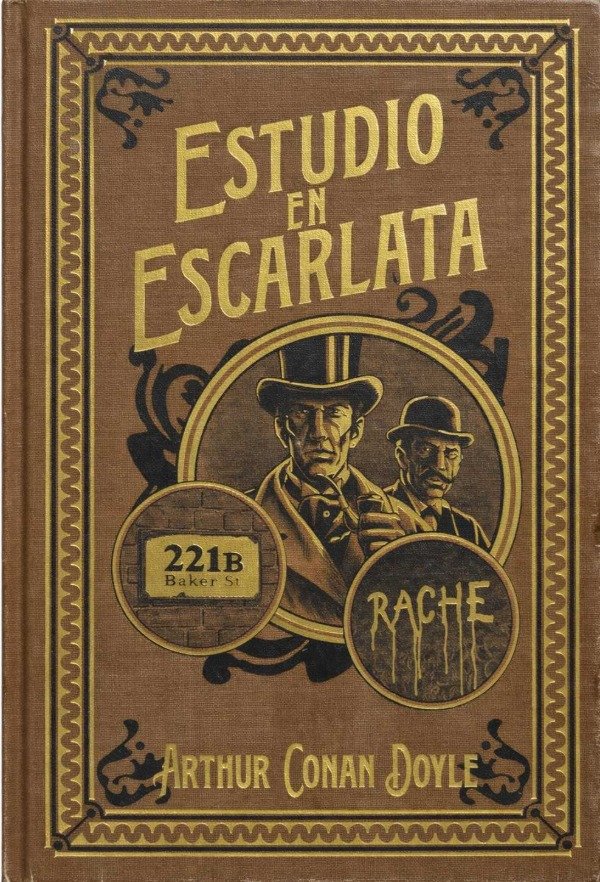 ESTUDIO
EN
ESCARLATA
221B
Baker St
RACHE
ARTHUR CONAN DOYLE